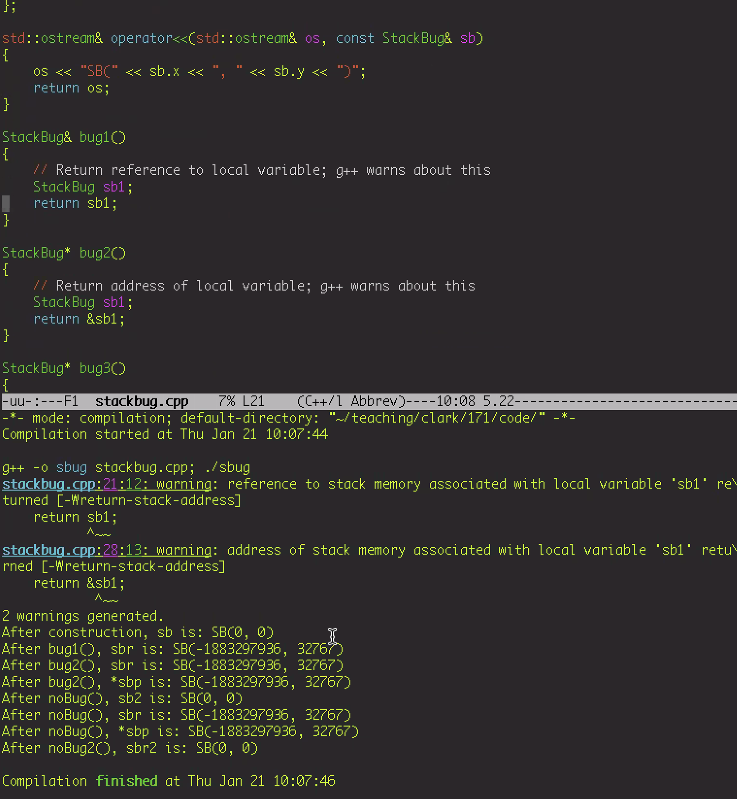 };
std::ostream& operator<<(std::ostream& os, const StackBug& sb)
{
    os << "SB(" << sb.x << ", " << sb.y << ")";
    return os;
}
StackBug& bug1()
{
    // Return reference to local variable; g++ warns about this
    StackBug sb1;
    return sb1;
}
StackBug* bug2()
{
    // Return address of local variable; g++ warns about this
    StackBug sb1;
    return &sb1;
}
StackBug* bug3()
{
-uu-:---F1  stackbug.cpp    7% L21    (C++/l Abbrev)----10:08 5.22-----------------------------
-*- mode: compilation; default-directory: "~/teaching/clark/171/code/" -*-
Compilation started at Thu Jan 21 10:07:44
g++ -o sbug stackbug.cpp; ./sbug
stackbug.cpp:21:12: warning: reference to stack memory associated with local variable 'sb1' re\
turned [-Wreturn-stack-address]
    return sb1;
           ^~~
stackbug.cpp:28:13: warning: address of stack memory associated with local variable 'sb1' retu\
rned [-Wreturn-stack-address]
    return &sb1;
            ^~~
2 warnings generated.
After construction, sb is: SB(0, 0)
After bug1(), sbr is: SB(-1883297936, 32767)
After bug2(), sbr is: SB(-1883297936, 32767)
After bug2(), *sbp is: SB(-1883297936, 32767)
After noBug(), sb2 is: SB(0, 0)
After noBug(), sbr is: SB(-1883297936, 32767)
After noBug(), *sbp is: SB(-1883297936, 32767)
After noBug2(), sbr2 is: SB(0, 0)
Compilation finished at Thu Jan 21 10:07:46